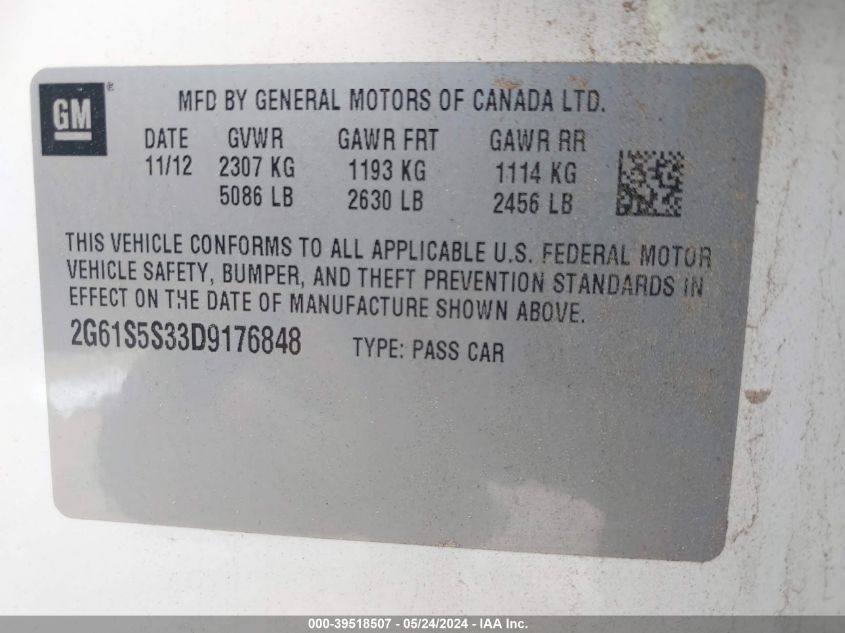 GM ®
MFD BY GENERAL MOTORS OF CANADA LTD.
DATE GVWR GAWR FRT GAWR RR
11/12 2307 KG 1193 KG 1114 KG
5086 LB 2630 LB 2456 LB
THIS VEHICLE CONFORMS TO ALL APPLICABLE U.S. FEDERAL MOTOR
VEHICLE SAFETY, BUMPER, AND THEFT PREVENTION STANDARDS IN
EFFECT ON THE DATE OF MANUFACTURE SHOWN ABOVE.
2G61S5S33D9176848 TYPE: PASS CAR
000-39518507 - 05/24/2024 - IAA Inc.